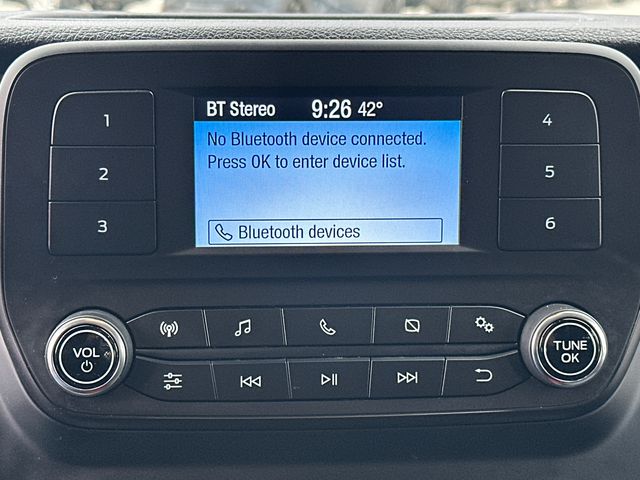 BT Stereo 9:26 42°
No Bluetooth device connected.
Press OK to enter device list.
Bluetooth devices
1
2
3
4
5
6
VOL
TUNE
OK